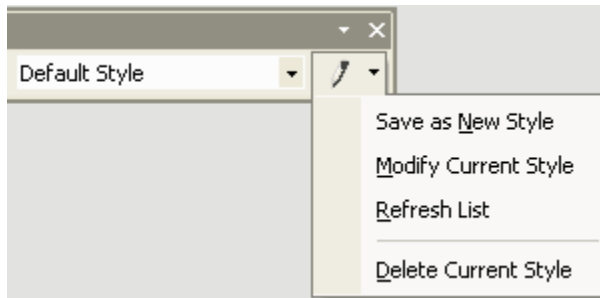 Default Style
Save as New Style
Modify Current Style
Refresh List
Delete Current Style